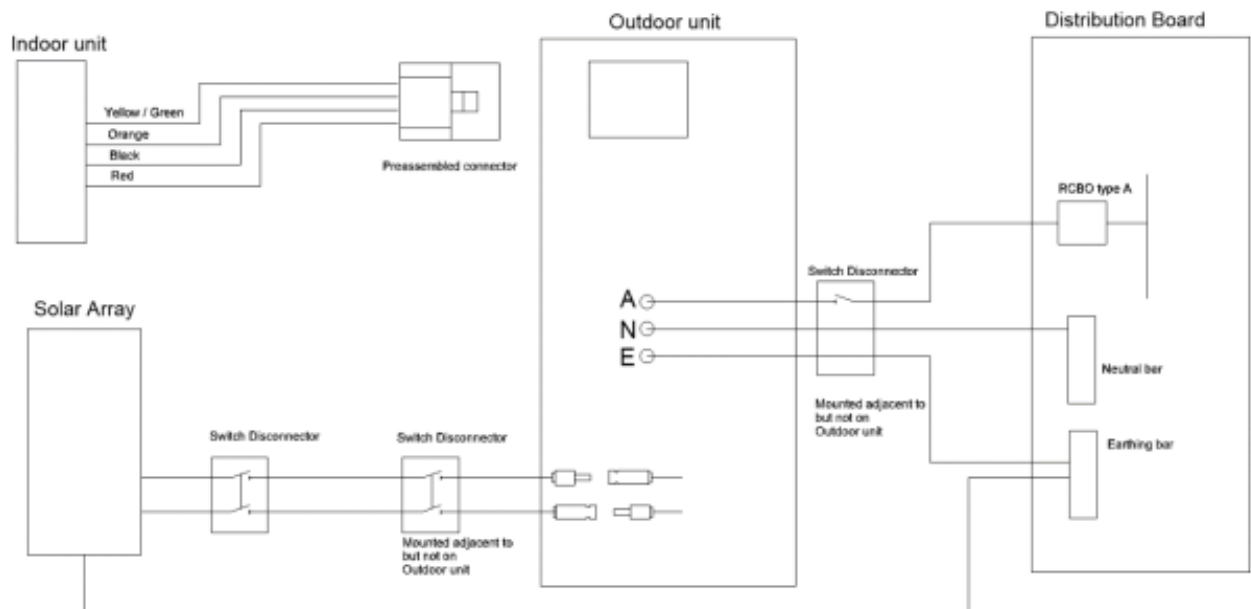 Outdoor unit
Distribution Board
Indoor unit
Yellow / Green
Orange
Black
Red
Preassembled connector
RCBO type A
Switch Disconnector
A
N
E
Neutral bar
Mounted adjacent to
but not on
Outdoor unit
Earthing bar
Solar Array
Switch Disconnector
Switch Disconnector
Mounted adjacent to
but not on
Outdoor unit